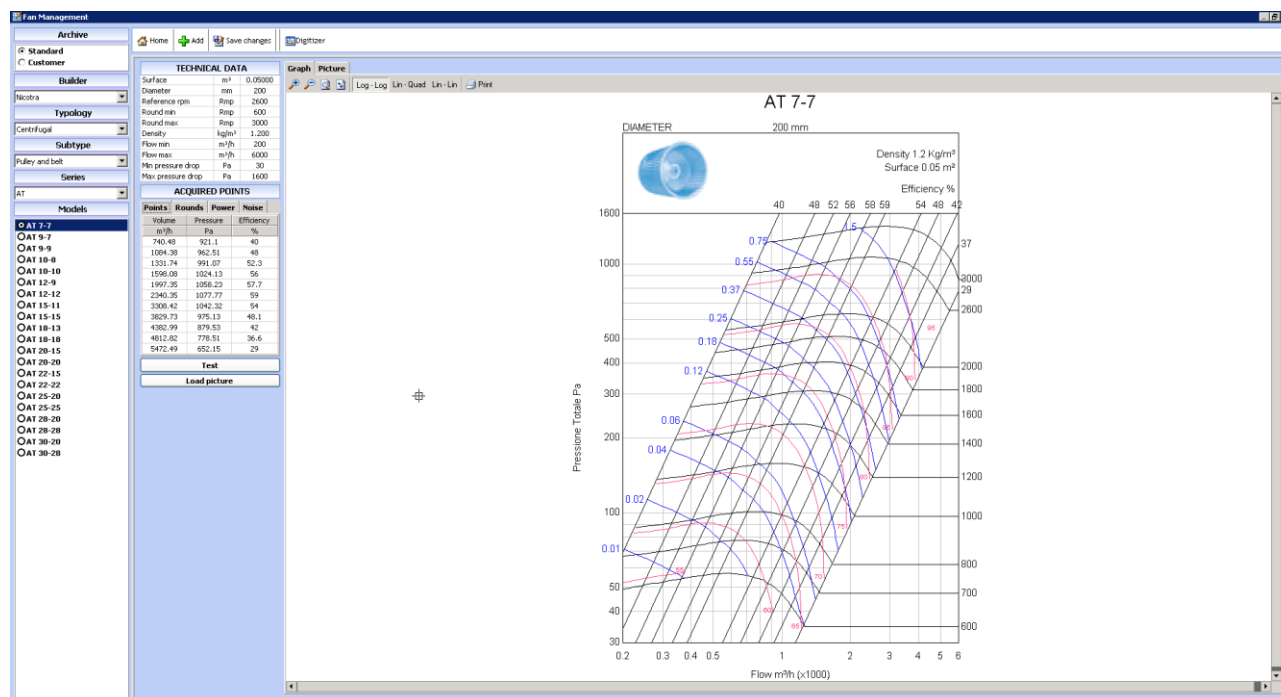 Fan Management
Archive
Standard
Customer
Builder
Nicotra
Typology
Centrifugal
Subtype
Pulley and belt
Series
AT
Models
AT 7-7
AT 9-7
AT 9-9
AT 10-8
AT 10-10
AT 12-9
AT 12-12
AT 15-11
AT 15-15
AT 18-13
AT 18-18
AT 20-15
AT 20-20
AT 22-15
AT 22-22
AT 25-20
AT 25-25
AT 28-20
AT 28-28
AT 30-20
AT 30-28
Home Add Save changes Digitizer
TECHNICAL DATA
Surface m² 0.05000
Diameter mm 200
Reference rpm Rmp 2600
Round min Rmp 600
Round max Rmp 3000
Density kg/m³ 1.200
Flow min m³/h 200
Flow max m³/h 6000
Min pressure drop Pa 30
Max pressure drop Pa 1600
ACQUIRED POINTS
Points Rounds Power Noise
Volume Pressure Efficiency
m³/h Pa %
740.48 921.1 40
1084.38 962.51 48
1331.74 991.07 52.3
1598.08 1024.13 56
1997.35 1058.23 57.7
2340.35 1077.77 59
3308.42 1042.32 54
3829.73 975.13 48.1
4382.99 879.53 42
4812.82 778.51 36.6
5472.49 652.15 29
Test
Load picture
Graph Picture
Log - Log Lin - Quad Lin - Lin Print
AT 7-7
DIAMETER 200 mm
Density 1.2 Kg/m³
Surface 0.05 m²
Efficiency %
40 48 52 56 58 59 54 48 42
37
29
1600
1000
500
400
300
200
100
50
40
30
Pressione Totale Pa
0.75
0.55
0.37
0.25
0.18
0.12
0.06
0.04
0.02
0.01
1.5
3000
2600
2000
1800
1600
1400
1200
1000
800
700
600
95
90
85
80
75
70
65
60
55
0.2 0.3 0.4 0.5 1 2 3 4 5 6
Flow m³/h (x1000)